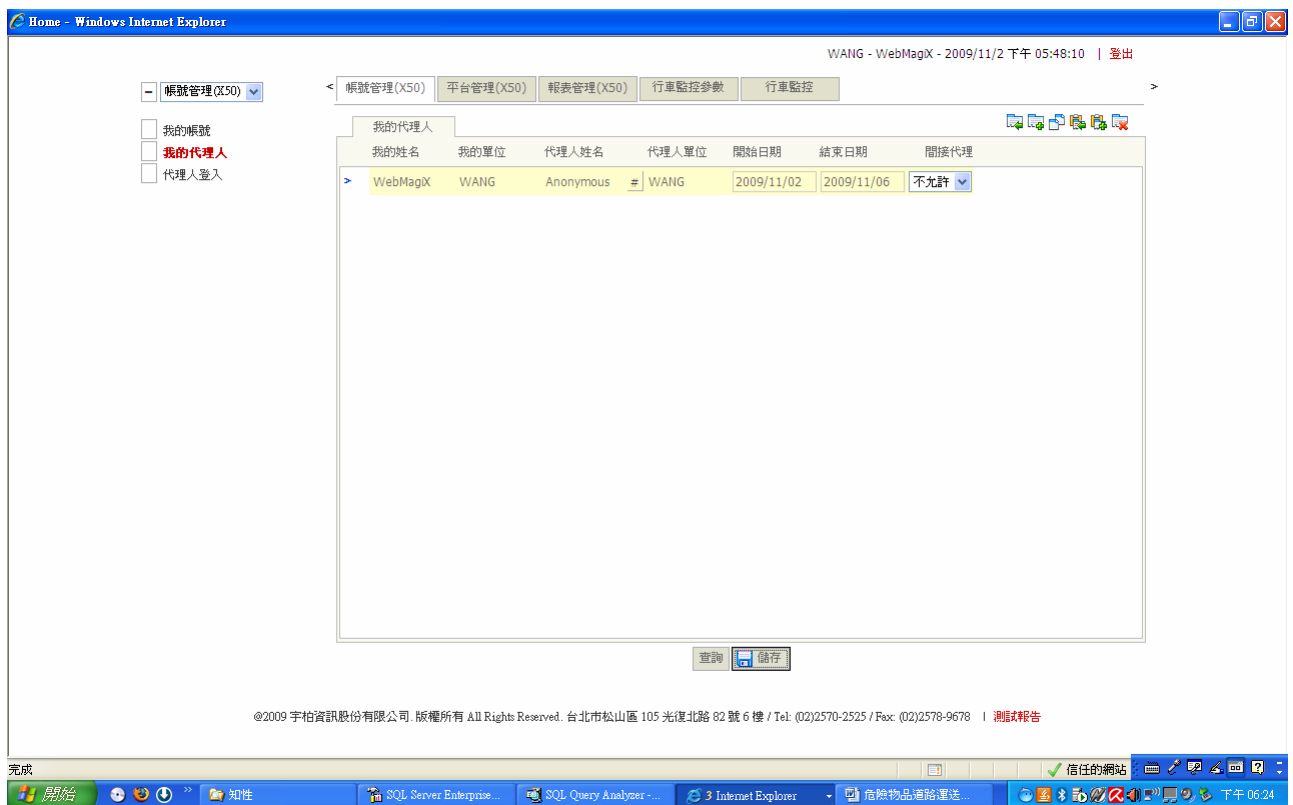 Home - Windows Internet Explorer
WANG - WebMagiX - 2009/11/2 下午 05:48:10 | 登出
帳號管理(X50)
< 帳號管理(X50) 平台管理(X50) 報表管理(X50) 行車監控參數 行車監控 >
我的帳號
我的代理人
代理人登入
我的代理人
我的姓名 我的單位 代理人姓名 代理人單位 開始日期 結束日期 間接代理
> WebMagiX WANG Anonymous # WANG 2009/11/02 2009/11/06 不允許
查詢 儲存
@2009 宇柏資訊股份有限公司. 版權所有 All Rights Reserved. 台北市松山區 105 光復北路 82 號 6 樓 / Tel: (02)2570-2525 / Fax: (02)2578-9678 | 測試報告
完成 信任的網站
開始 » 知性 SQL Server Enterprise... SQL Query Analyzer -... 3 Internet Explorer 危險物品道路運送... 下午 06:24